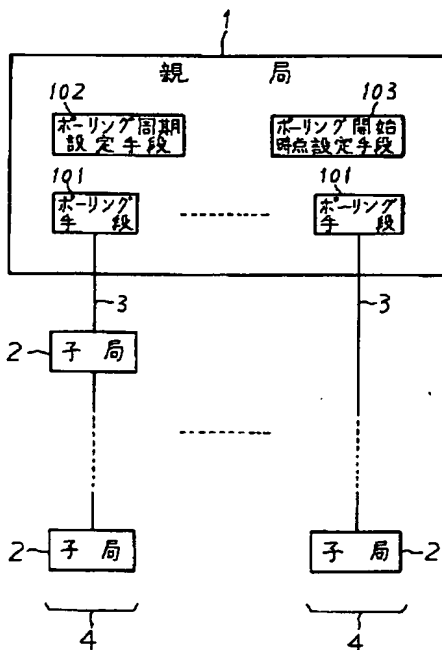 1
親局
102
103
ポーリング周期
設定手段
ポーリング開始
時点設定手段
101
101
ポーリング
手段
ポーリング
手段
3
3
2
子局
2
子局
子局
2
4
4